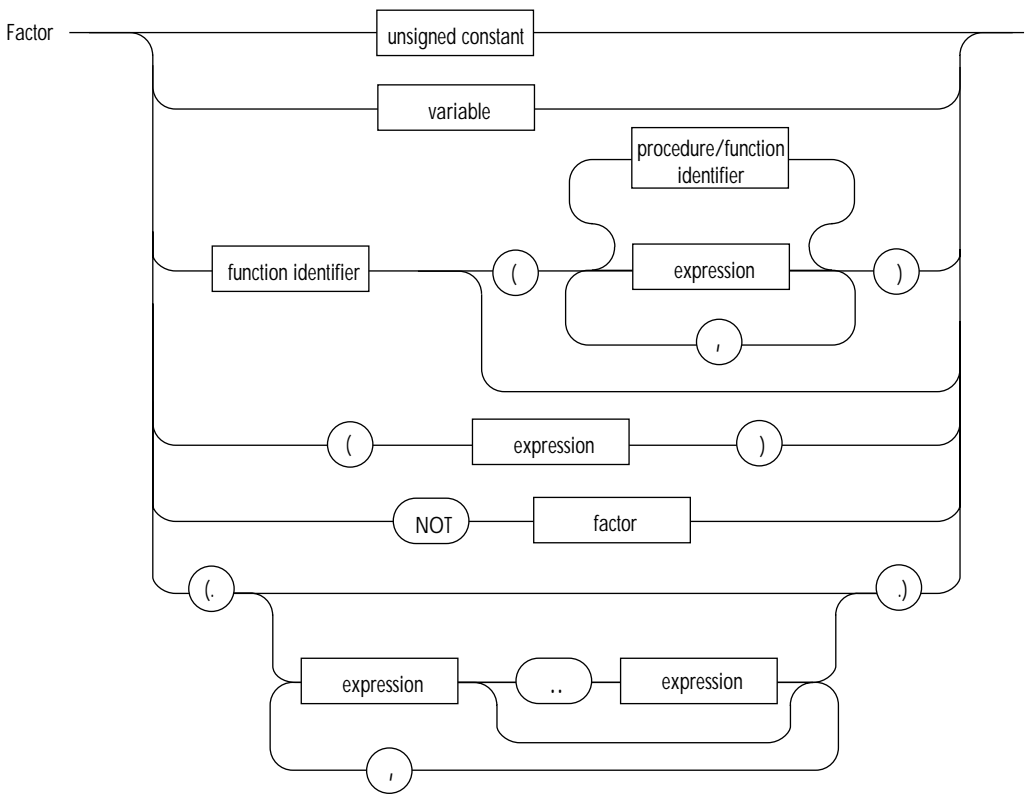 Factor
unsigned constant
variable
procedure/function
identifier
function identifier
(
expression
)
,
(
expression
)
NOT
factor
(.
.)
expression
..
expression
,